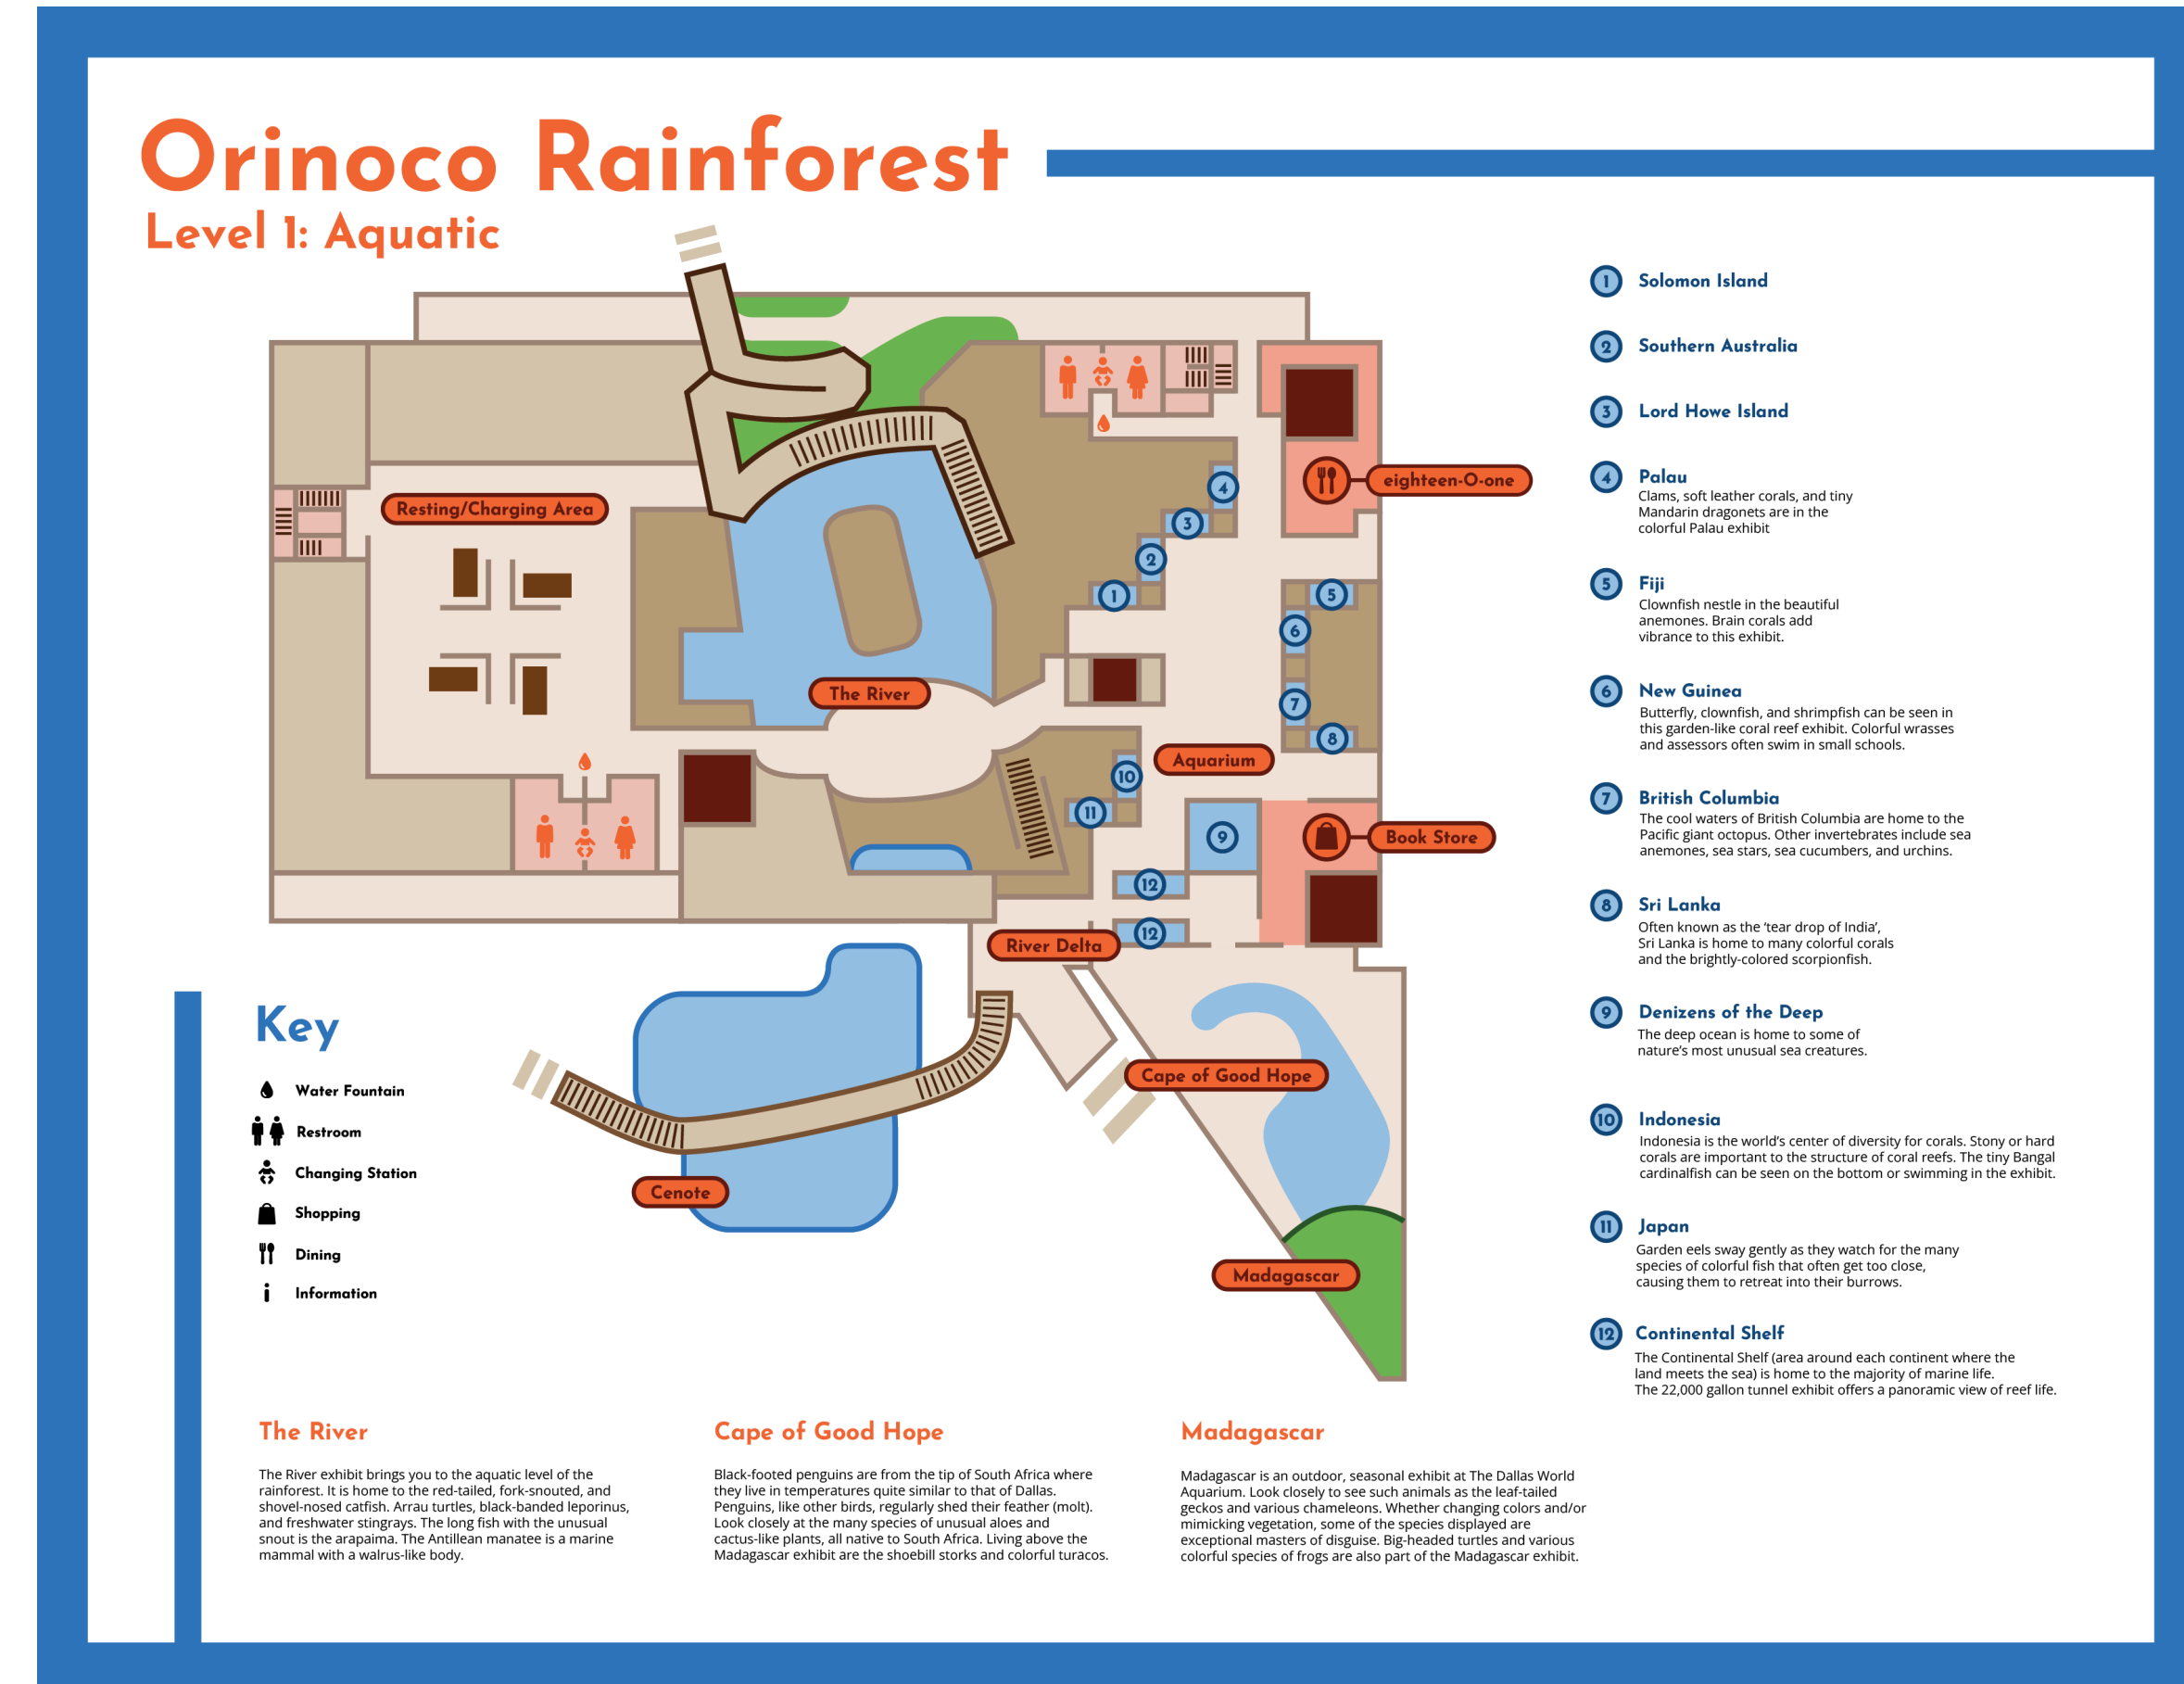 Orinoco Rainforest
Level 1: Aquatic
Resting/Charging Area
The River
eighteen-O-one
Aquarium
Book Store
River Delta
Cape of Good Hope
Cenote
Madagascar
4
3
2
1
5
6
7
8
10
11
9
12
12
1 Solomon Island
2 Southern Australia
3 Lord Howe Island
4 Palau
Clams, soft leather corals, and tiny
Mandarin dragonets are in the
colorful Palau exhibit
5 Fiji
Clownfish nestle in the beautiful
anemones. Brain corals add
vibrance to this exhibit.
6 New Guinea
Butterfly, clownfish, and shrimpfish can be seen in
this garden-like coral reef exhibit. Colorful wrasses
and assessors often swim in small schools.
7 British Columbia
The cool waters of British Columbia are home to the
Pacific giant octopus. Other invertebrates include sea
anemones, sea stars, sea cucumbers, and urchins.
8 Sri Lanka
Often known as the ‘tear drop of India’,
Sri Lanka is home to many colorful corals
and the brightly-colored scorpionfish.
9 Denizens of the Deep
The deep ocean is home to some of
nature’s most unusual sea creatures.
10 Indonesia
Indonesia is the world’s center of diversity for corals. Stony or hard
corals are important to the structure of coral reefs. The tiny Bangal
cardinalfish can be seen on the bottom or swimming in the exhibit.
11 Japan
Garden eels sway gently as they watch for the many
species of colorful fish that often get too close,
causing them to retreat into their burrows.
12 Continental Shelf
The Continental Shelf (area around each continent where the
land meets the sea) is home to the majority of marine life.
The 22,000 gallon tunnel exhibit offers a panoramic view of reef life.
Key
Water Fountain
Restroom
Changing Station
Shopping
Dining
Information
The River
The River exhibit brings you to the aquatic level of the
rainforest. It is home to the red-tailed, fork-snouted, and
shovel-nosed catfish. Arrau turtles, black-banded leporinus,
and freshwater stingrays. The long fish with the unusual
snout is the arapaima. The Antillean manatee is a marine
mammal with a walrus-like body.
Cape of Good Hope
Black-footed penguins are from the tip of South Africa where
they live in temperatures quite similar to that of Dallas.
Penguins, like other birds, regularly shed their feather (molt).
Look closely at the many species of unusual aloes and
cactus-like plants, all native to South Africa. Living above the
Madagascar exhibit are the shoebill storks and colorful turacos.
Madagascar
Madagascar is an outdoor, seasonal exhibit at The Dallas World
Aquarium. Look closely to see such animals as the leaf-tailed
geckos and various chameleons. Whether changing colors and/or
mimicking vegetation, some of the species displayed are
exceptional masters of disguise. Big-headed turtles and various
colorful species of frogs are also part of the Madagascar exhibit.